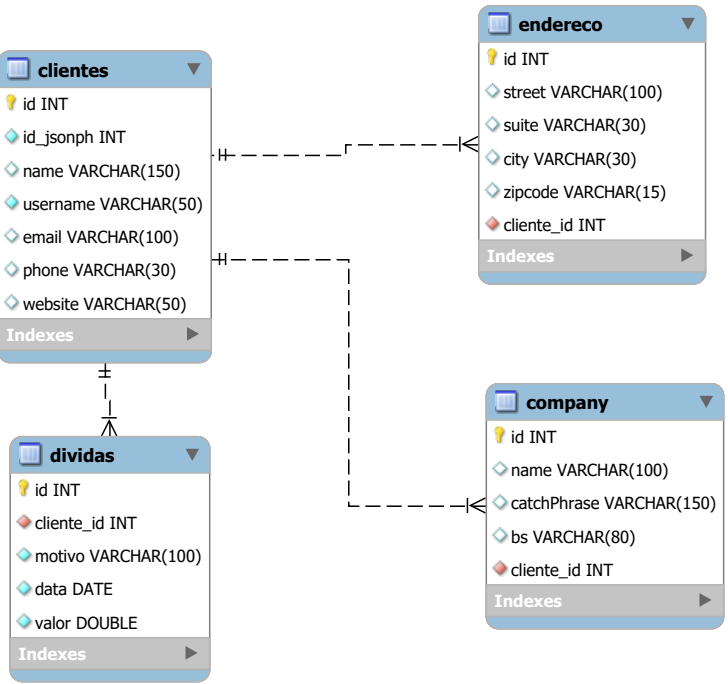 clientes
id INT
id_jsonph INT
name VARCHAR(150)
username VARCHAR(50)
email VARCHAR(100)
phone VARCHAR(30)
website VARCHAR(50)
Indexes
endereco
id INT
street VARCHAR(100)
suite VARCHAR(30)
city VARCHAR(30)
zipcode VARCHAR(15)
cliente_id INT
Indexes
dividas
id INT
cliente_id INT
motivo VARCHAR(100)
data DATE
valor DOUBLE
Indexes
company
id INT
name VARCHAR(100)
catchPhrase VARCHAR(150)
bs VARCHAR(80)
cliente_id INT
Indexes